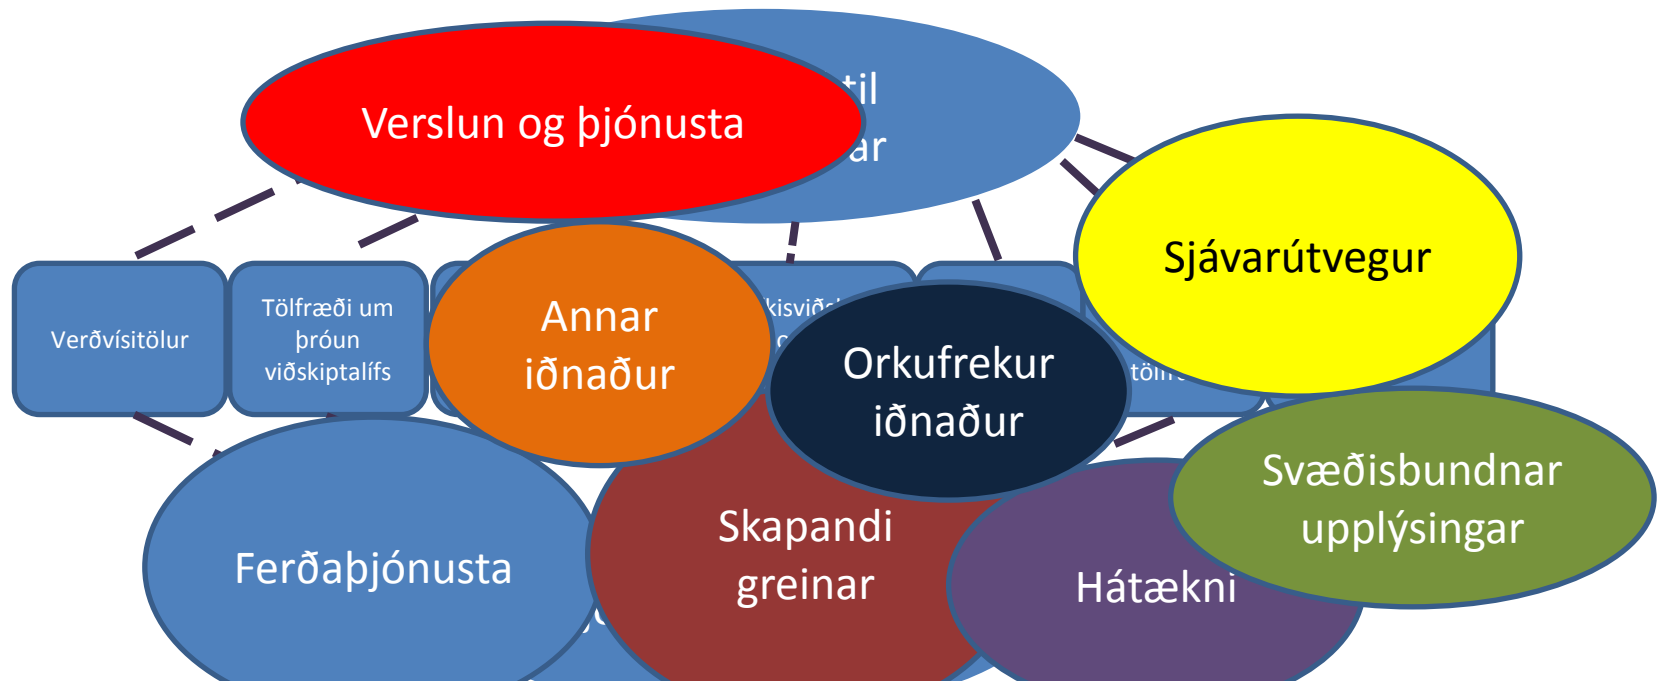 til
Verslun og þjónusta
Sjávarútvegur
Verðvísitölur
Tölfræði um
þróun
viðskiptalífs
Annar
iðnaður
Orkufrekur
iðnaður
Svæðisbundnar
upplýsingar
Skapandi
greinar
Ferðaþjónusta
Hátækni